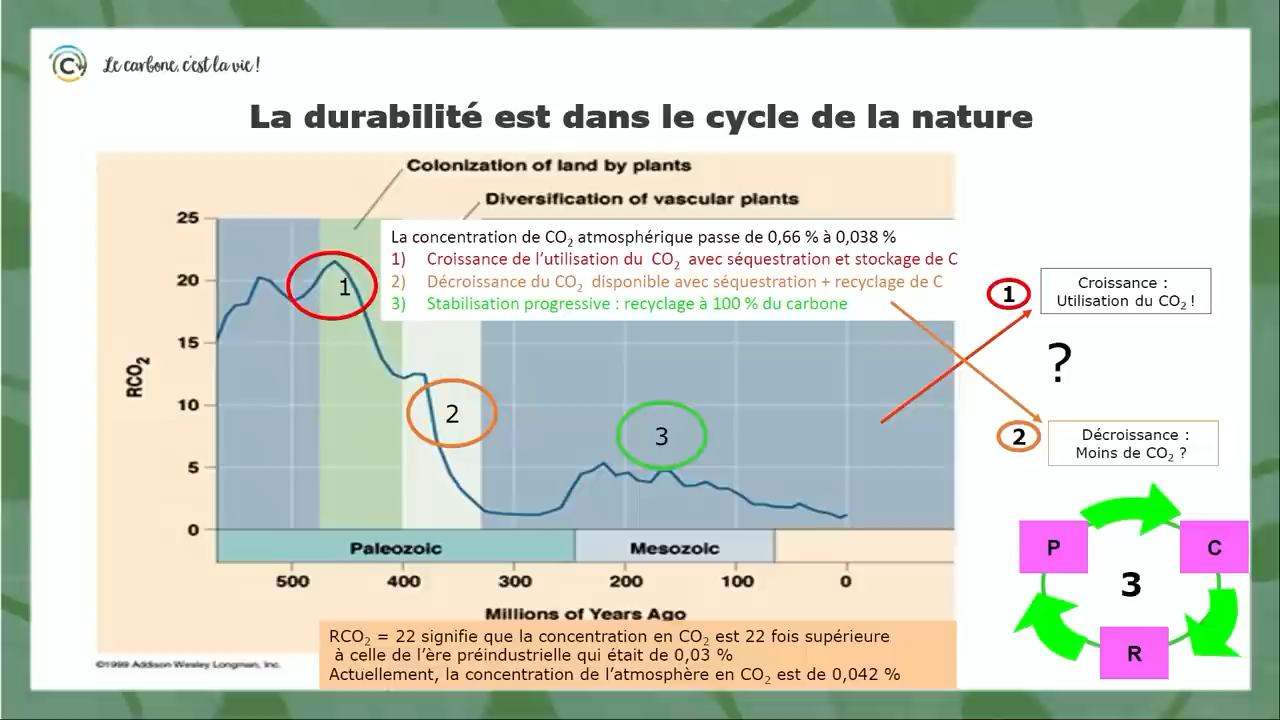 C Le carbone, c'est la vie !
La durabilité est dans le cycle de la nature
Colonization of land by plants
Diversification of vascular plants
La concentration de CO₂ atmosphérique passe de 0,66 % à 0,038 %
1) Croissance de l'utilisation du CO₂ avec séquestration et stockage de C
2) Décroissance du CO₂ disponible avec séquestration + recyclage de C
3) Stabilisation progressive : recyclage à 100 % du carbone
RCO₂
25
20
15
10
5
0
1
2
3
Paleozoic
Mesozoic
500
400
300
200
100
0
Millions of Years Ago
©1999 Addison Wesley Longman, Inc.
RCO₂ = 22 signifie que la concentration en CO₂ est 22 fois supérieure
à celle de l'ère préindustrielle qui était de 0,03 %
Actuellement, la concentration de l'atmosphère en CO₂ est de 0,042 %
1
Croissance :
Utilisation du CO₂ !
?
2
Décroissance :
Moins de CO₂ ?
P
C
3
R